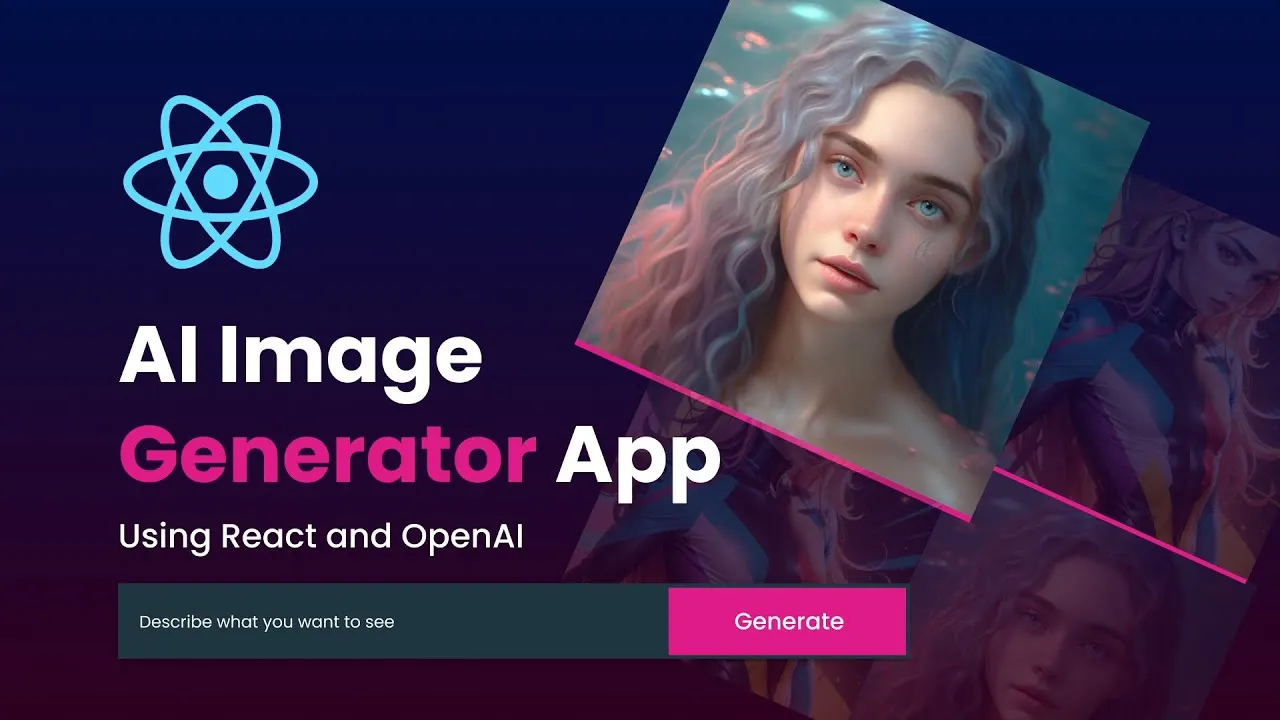 AI Image
Generator App
Using React and OpenAI
Describe what you want to see
Generate